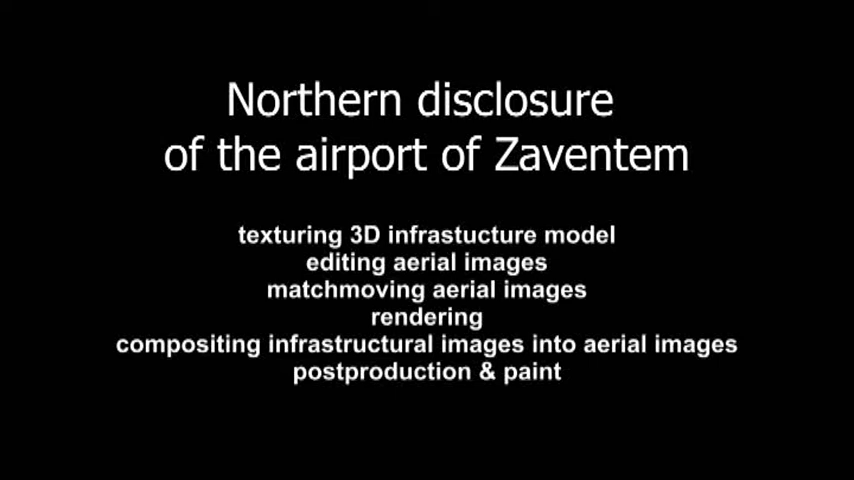 Northern disclosure
of the airport of Zaventem
texturing 3D infrastucture model
editing aerial images
matchmoving aerial images
rendering
compositing infrastructural images into aerial images
postproduction & paint